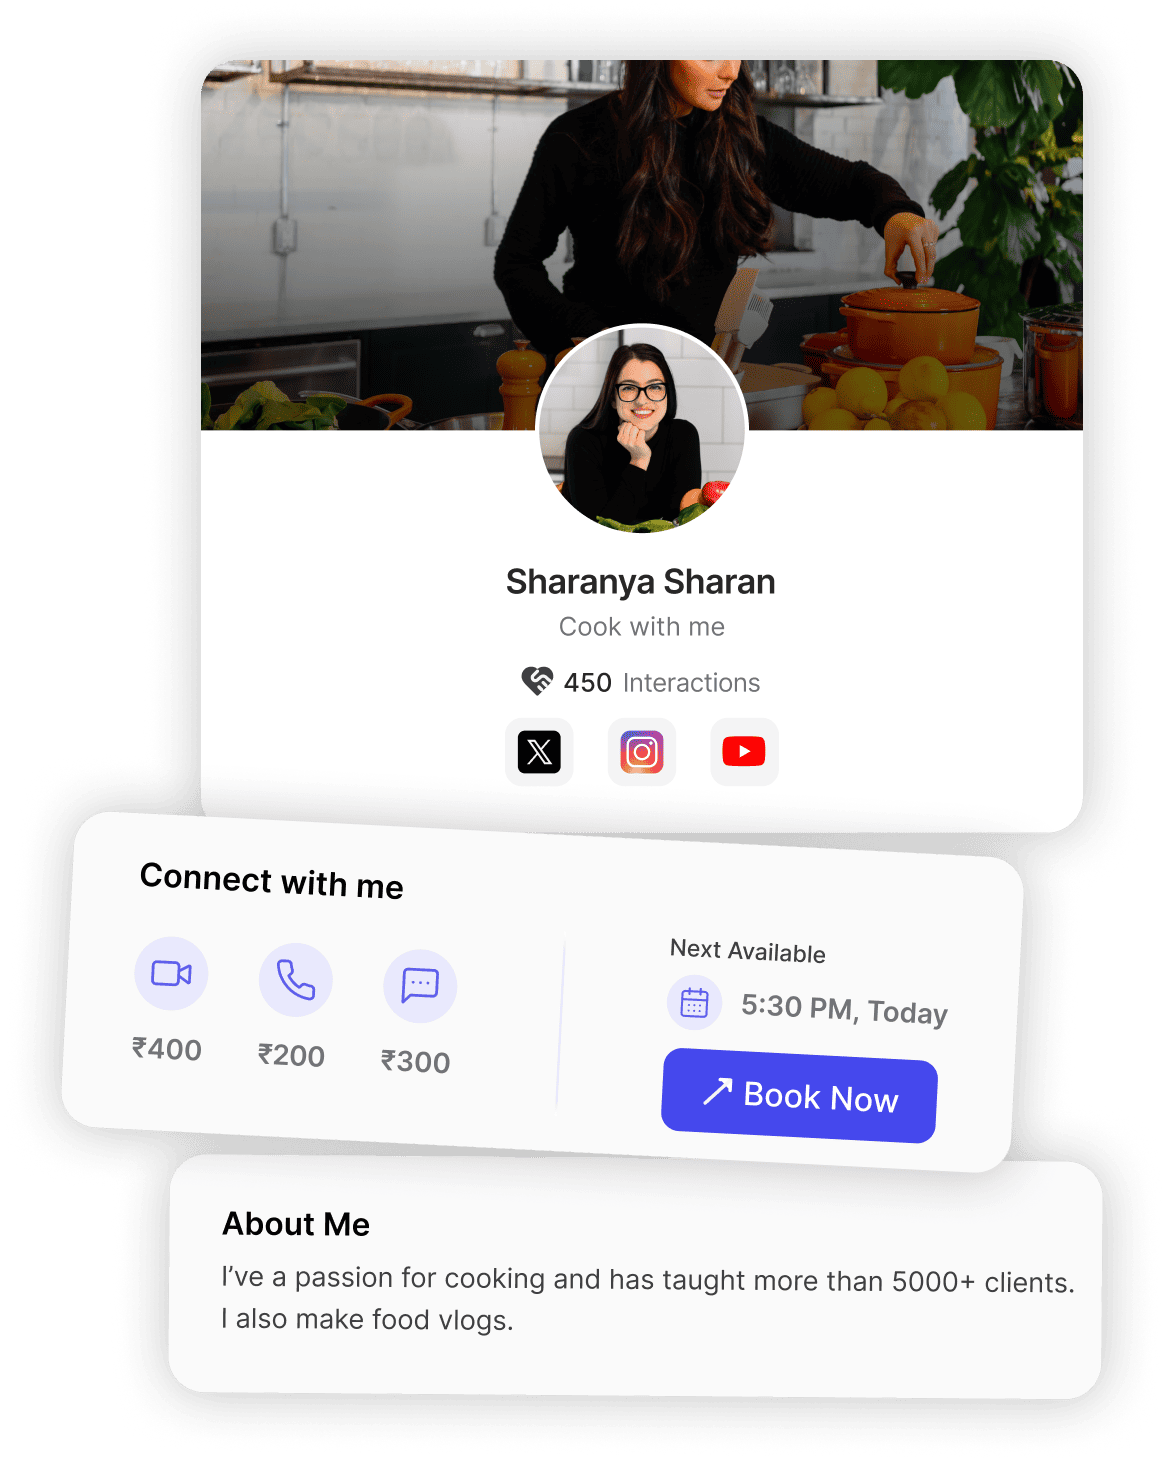 Sharanya Sharan
Cook with me
450 Interactions
Connect with me
₹400
₹200
₹300
Next Available
5:30 PM, Today
Book Now
About Me
I’ve a passion for cooking and has taught more than 5000+ clients.
I also make food vlogs.